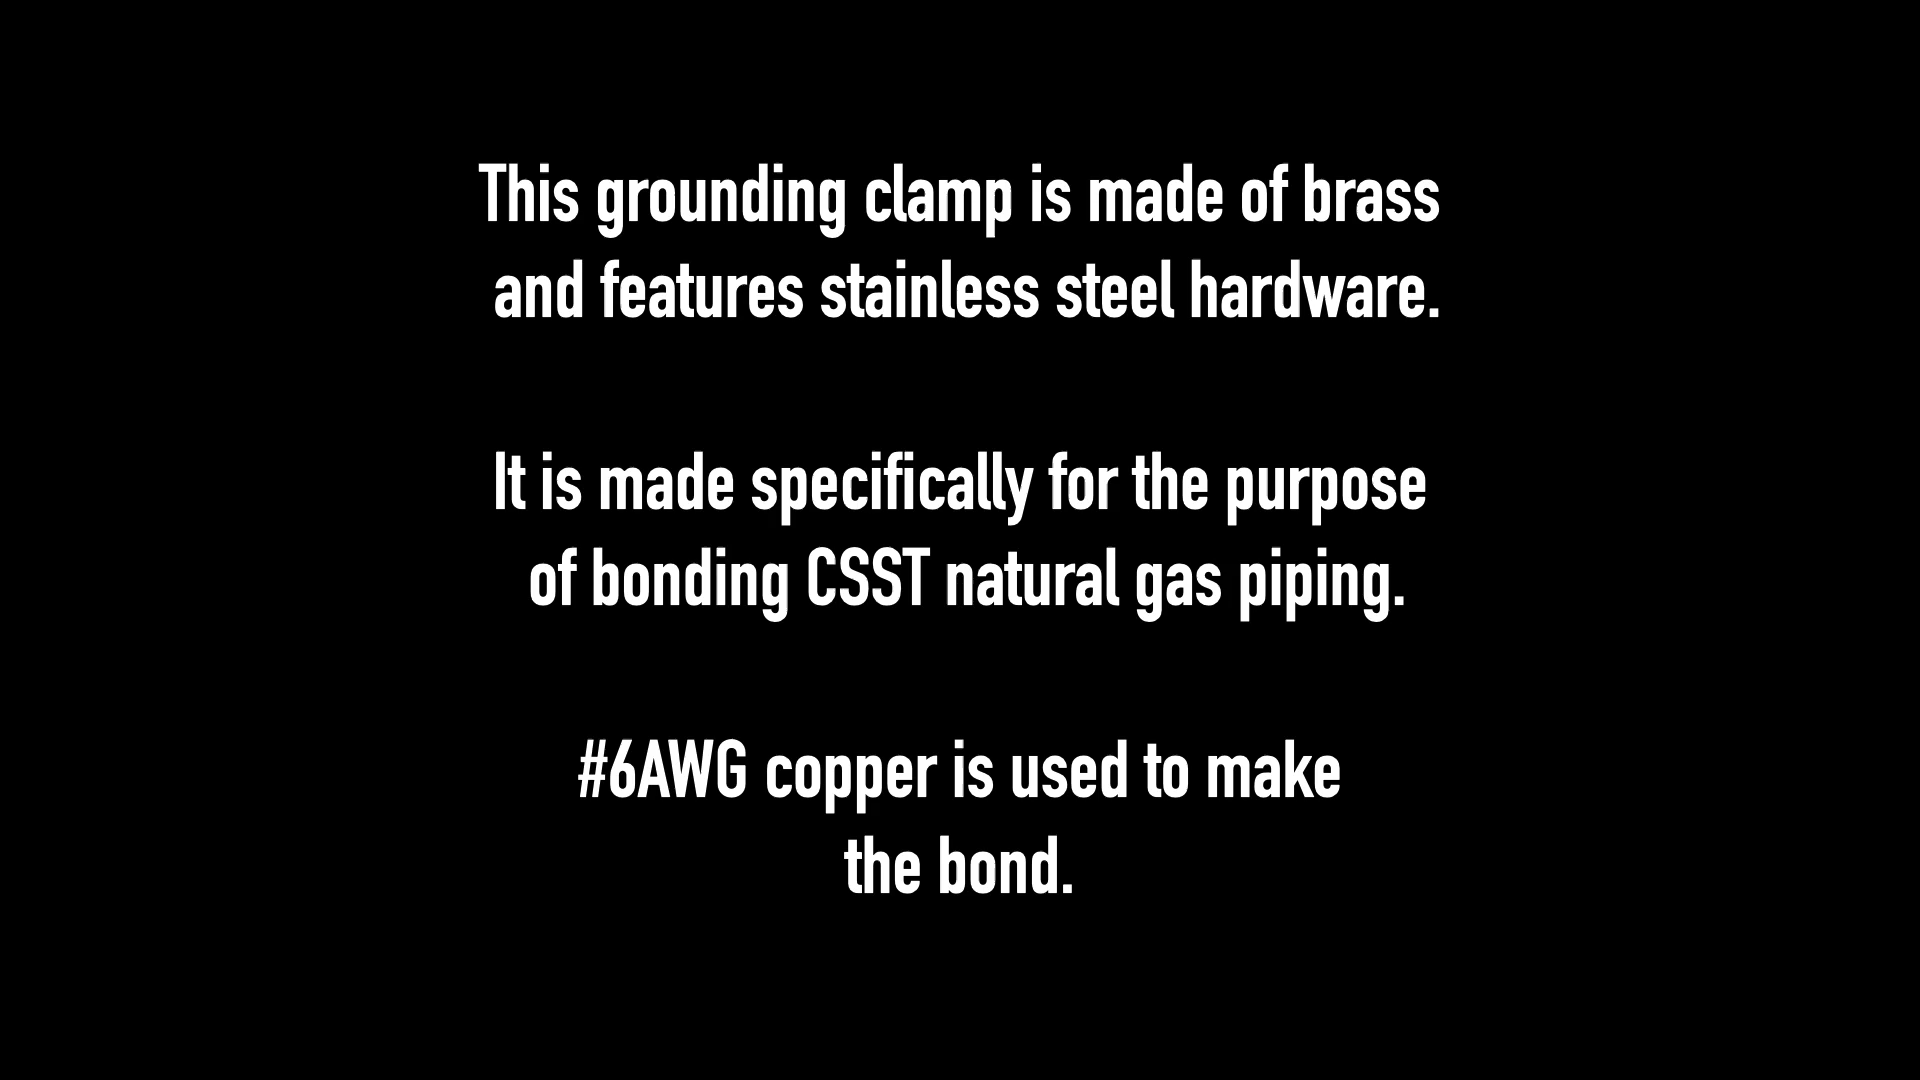 This grounding clamp is made of brass
and features stainless steel hardware.
It is made specifically for the purpose
of bonding CSST natural gas piping.
#6AWG copper is used to make
the bond.